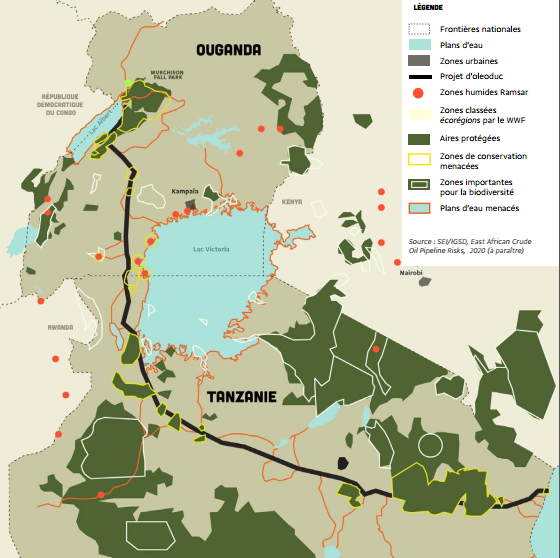 LÉGENDE
Frontières nationales
Plans d'eau
Zones urbaines
Projet d'oleoduc
Zones humides Ramsar
Zones classées
écorégions par le WWF
Aires protégées
Zones de conservation
menacées
Zones importantes
pour la biodiversité
Plans d'eau menacés
Source : SEI/IGSD, East African Crude
Oil Pipeline Risks, 2020 (à paraître)
OUGANDA
MURCHISON
FALL PARK
RÉPUBLIQUE
DÉMOCRATIQUE
DU CONGO
Lac Albert
Kampala
KENYA
Lac Victoria
Nairobi
RWANDA
TANZANIE